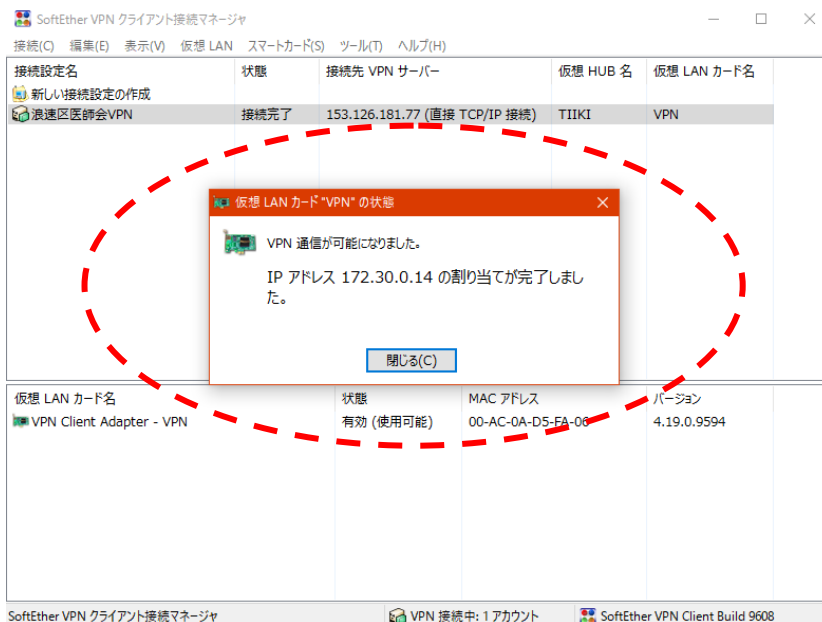 SoftEther VPN クライアント接続マネージャ
接続(C) 編集(E) 表示(V) 仮想 LAN スマートカード(S) ツール(T) ヘルプ(H)
接続設定名 状態 接続先 VPN サーバー 仮想 HUB 名 仮想 LAN カード名
新しい接続設定の作成
浪速区医師会VPN 接続完了 153.126.181.77 (直接 TCP/IP 接続) TIIKI VPN
仮想 LAN カード "VPN" の状態
VPN 通信が可能になりました。
IP アドレス 172.30.0.14 の割り当てが完了しまし
た。
閉じる(C)
仮想 LAN カード名 状態 MAC アドレス バージョン
VPN Client Adapter - VPN 有効 (使用可能) 00-AC-0A-D5-FA-06 4.19.0.9594
SoftEther VPN クライアント接続マネージャ VPN 接続中: 1 アカウント SoftEther VPN Client Build 9608